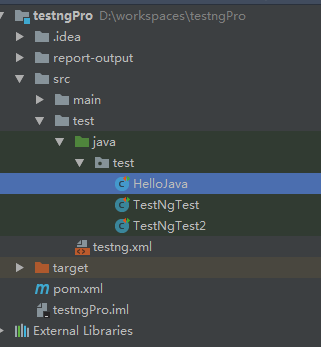 testngPro D:\workspaces\testngPro
.idea
report-output
src
main
test
java
test
HelloJava
TestNgTest
TestNgTest2
testng.xml
target
pom.xml
testngPro.iml
External Libraries